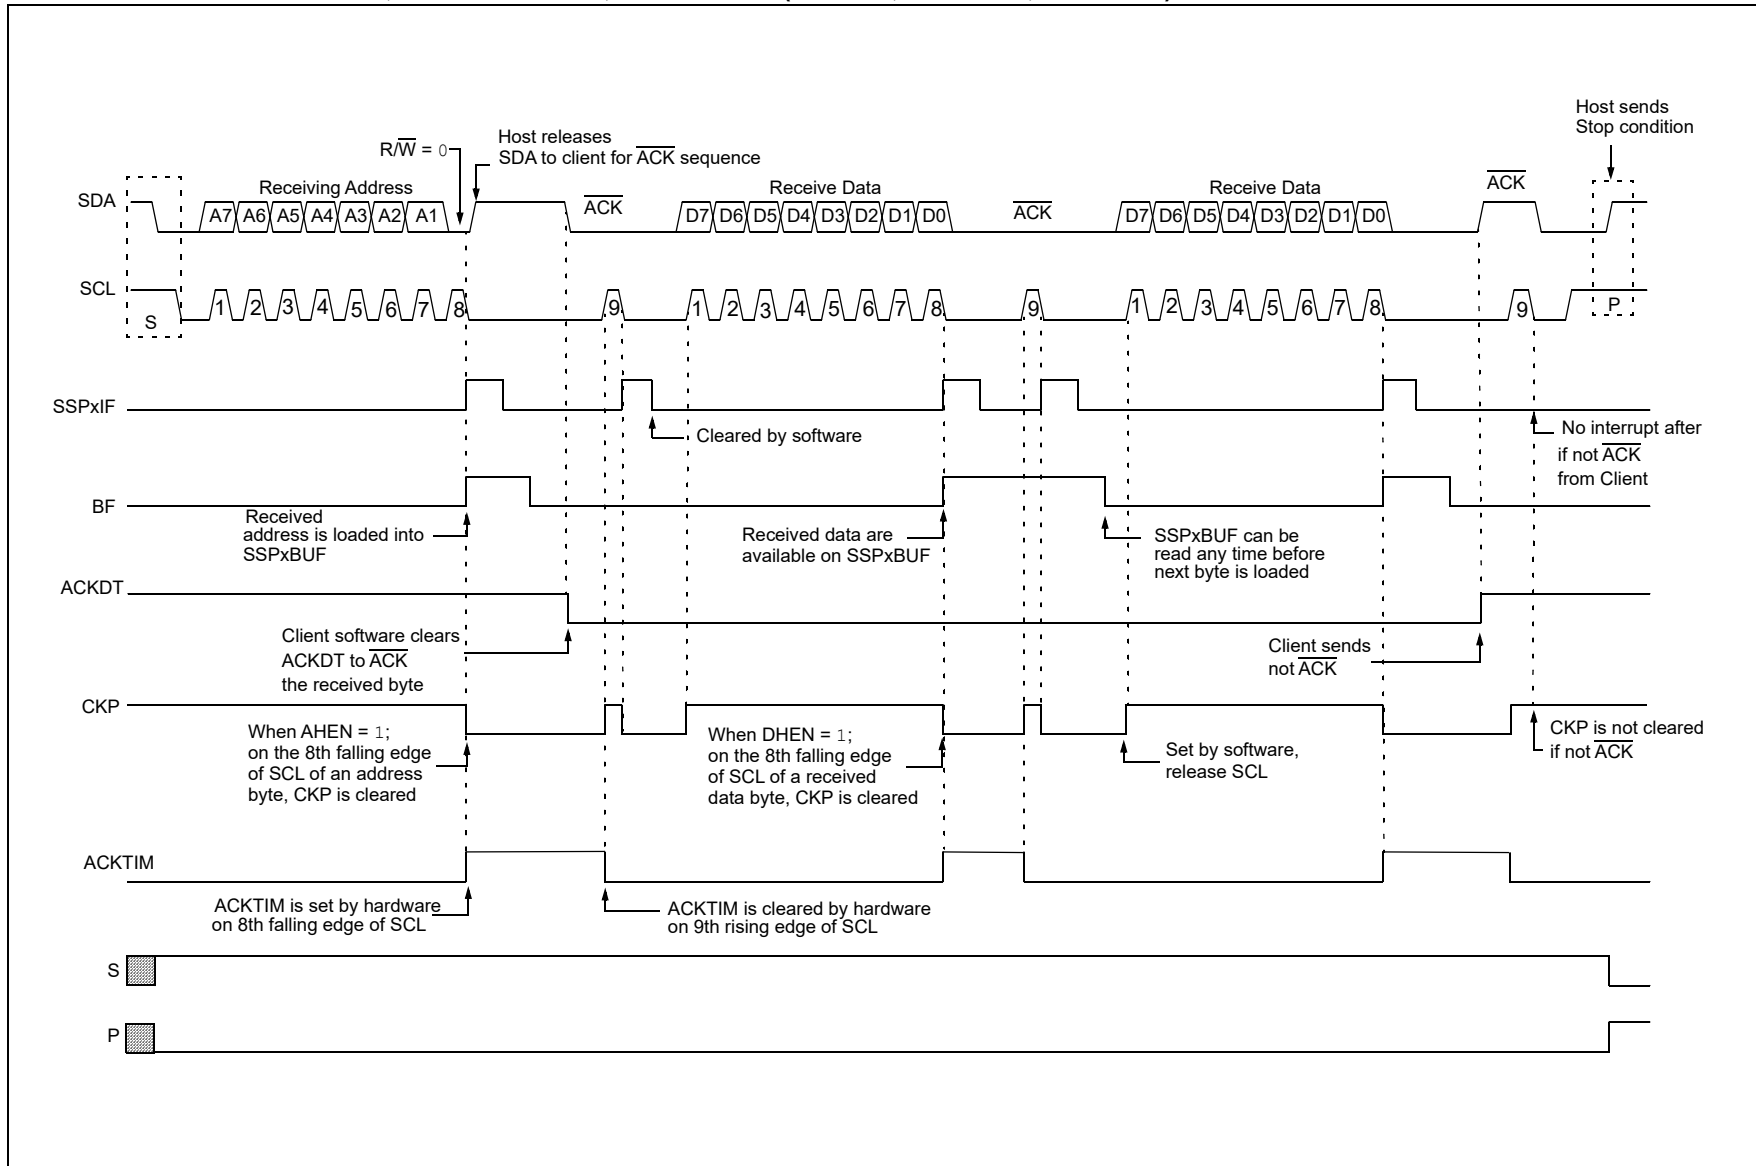 Host sends
Stop condition
R/W = 0
Host releases
SDA to client for ACK sequence
SDA
Receiving Address
ACK
Receive Data
ACK
Receive Data
ACK
A7 A6 A5 A4 A3 A2 A1
D7 D6 D5 D4 D3 D2 D1 D0
D7 D6 D5 D4 D3 D2 D1 D0
SCL
S
1 2 3 4 5 6 7 8 9
1 2 3 4 5 6 7 8 9
1 2 3 4 5 6 7 8 9
P
SSPxIF
Cleared by software
No interrupt after
if not ACK
from Client
BF
Received
address is loaded into
SSPxBUF
Received data are
available on SSPxBUF
SSPxBUF can be
read any time before
next byte is loaded
ACKDT
Client software clears
ACKDT to ACK
the received byte
Client sends
not ACK
CKP
When AHEN = 1;
on the 8th falling edge
of SCL of an address
byte, CKP is cleared
When DHEN = 1;
on the 8th falling edge
of SCL of a received
data byte, CKP is cleared
Set by software,
release SCL
CKP is not cleared
if not ACK
ACKTIM
ACKTIM is set by hardware
on 8th falling edge of SCL
ACKTIM is cleared by hardware
on 9th rising edge of SCL
S
P